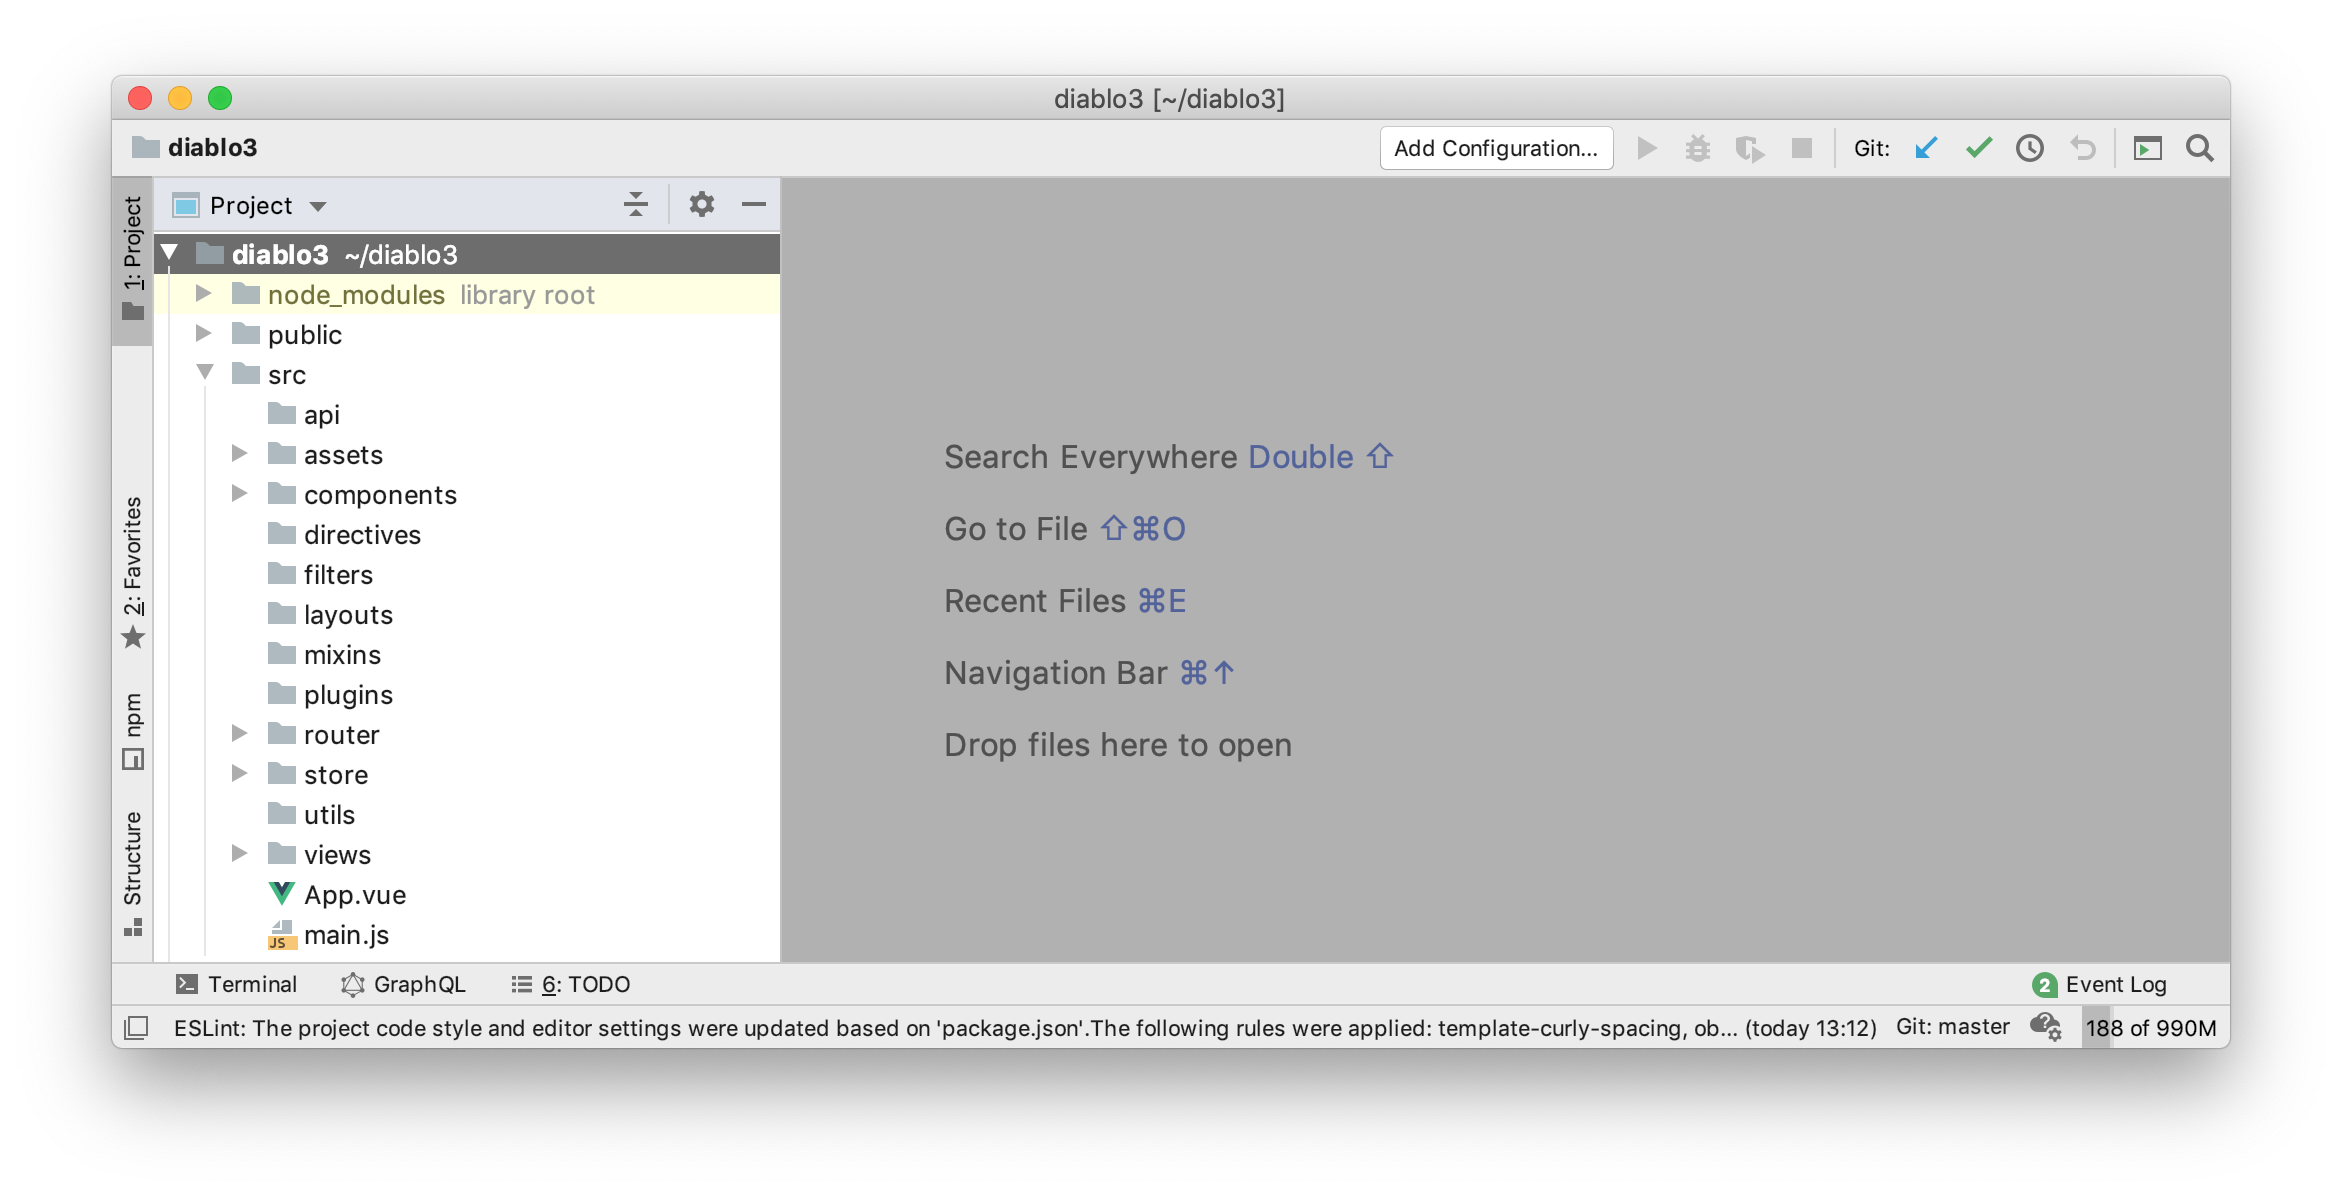 diablo3 [~/diablo3]
diablo3
Add Configuration...
Git:
1: Project
2: Favorites
npm
Structure
Project
diablo3 ~/diablo3
node_modules library root
public
src
api
assets
components
directives
filters
layouts
mixins
plugins
router
store
utils
views
App.vue
JS main.js
Search Everywhere Double ⇧
Go to File ⇧⌘O
Recent Files ⌘E
Navigation Bar ⌘↑
Drop files here to open
Terminal GraphQL 6: TODO
2 Event Log
ESLint: The project code style and editor settings were updated based on 'package.json'.The following rules were applied: template-curly-spacing, ob... (today 13:12) Git: master 188 of 990M